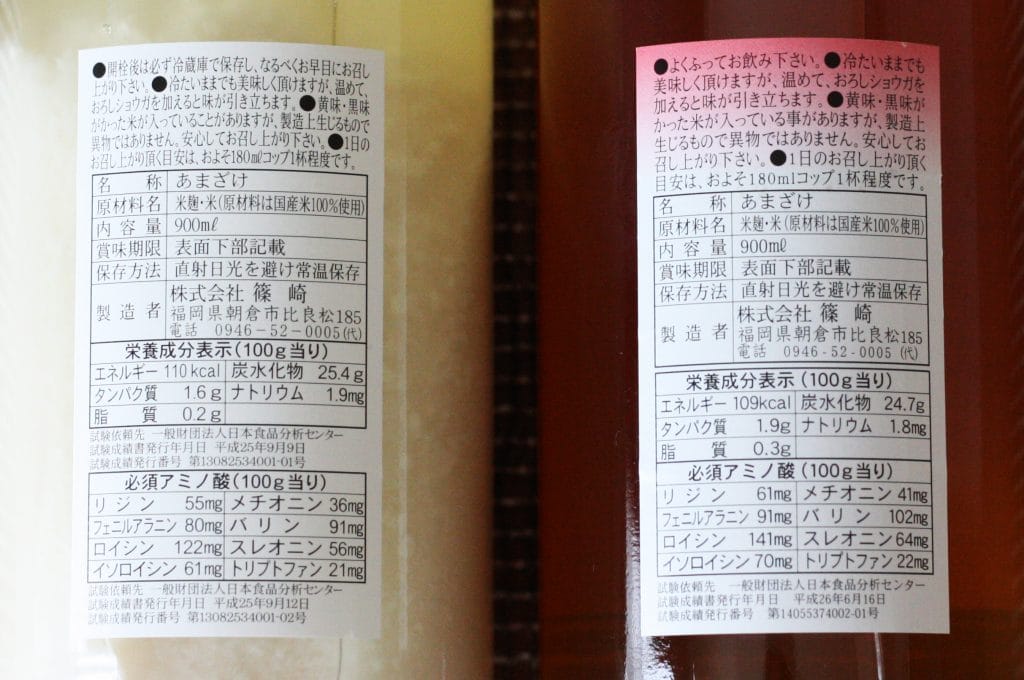 ●開栓後は必ず冷蔵庫で保存し、なるべくお早目にお召し
上がり下さい。●冷たいままでも美味しく頂けますが、温めて、
おろしショウガを加えると味が引き立ちます。●黄味・黒味
がかった米が入っていることがありますが、製造上生じるもので
異物ではありません。安心してお召し上がり下さい。●1日の
お召し上がり頂く目安は、およそ180mlコップ1杯程度です。
名称 あまざけ
原材料名 米麹・米(原材料は国産米100%使用)
内容量 900ml
賞味期限 表面下部記載
保存方法 直射日光を避け常温保存
製造者 株式会社 篠崎
福岡県朝倉市比良松185
電話 0946-52-0005(代)
栄養成分表示(100g当り)
エネルギー 110kcal 炭水化物 25.4g
タンパク質 1.6g ナトリウム 1.9mg
脂質 0.2g
試験依頼先 一般財団法人日本食品分析センター
試験成績書発行年月日 平成25年9月9日
試験成績発行番号 第13082534001-01号
必須アミノ酸(100g当り)
リジン 55mg メチオニン 36mg
フェニルアラニン 80mg バリン 91mg
ロイシン 122mg スレオニン 56mg
イソロイシン 61mg トリプトファン 21mg
試験依頼先 一般財団法人日本食品分析センター
試験成績書発行年月日 平成25年9月12日
試験成績書発行番号 第13082534001-02号
●よくふってお飲み下さい。●冷たいままでも
美味しく頂けますが、温めて、おろしショウガ
を加えると味が引き立ちます。●黄味・黒味が
かった米が入っている事がありますが、製造上
生じるもので異物ではありません。安心してお
召し上がり下さい。●1日のお召し上がり頂く
目安は、およそ180mlコップ1杯程度です。
名称 あまざけ
原材料名 米麹・米(原材料は国産米100%使用)
内容量 900ml
賞味期限 表面下部記載
保存方法 直射日光を避け常温保存
製造者 株式会社 篠崎
福岡県朝倉市比良松185
電話 0946-52-0005(代)
栄養成分表示(100g当り)
エネルギー 109kcal 炭水化物 24.7g
タンパク質 1.9g ナトリウム 1.8mg
脂質 0.3g
必須アミノ酸(100g当り)
リジン 61mg メチオニン 41mg
フェニルアラニン 91mg バリン 102mg
ロイシン 141mg スレオニン 64mg
イソロイシン 70mg トリプトファン 22mg
試験依頼先 一般財団法人日本食品分析センター
試験成績書発行年月日 平成26年6月16日
試験成績書発行番号 第14055374002-01号